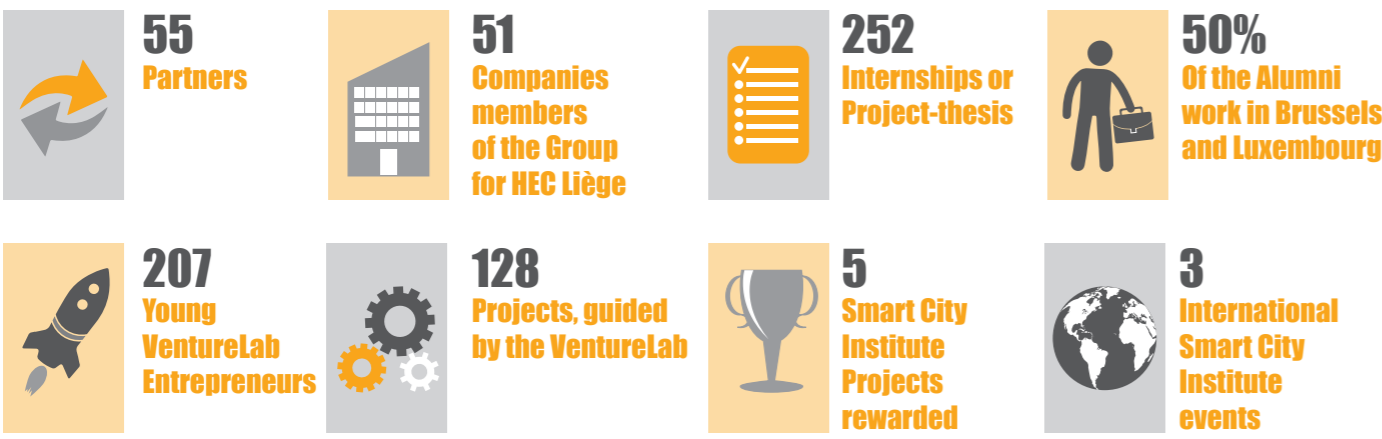 55
Partners
51
Companies
members
of the Group
for HEC Liège
252
Internships or
Project-thesis
50%
Of the Alumni
work in Brussels
and Luxembourg
207
Young
VentureLab
Entrepreneurs
128
Projects, guided
by the VentureLab
5
Smart City
Institute
Projects
rewarded
3
International
Smart City
Institute
events